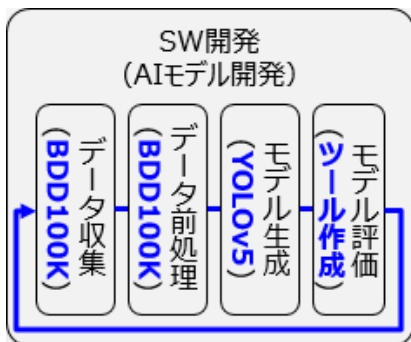 SW開発
(AIモデル開発)
データ収集
(BDD100K)
データ前処理
(BDD100K)
モデル生成
(YOLOv5)
モデル評価
(ツール作成)